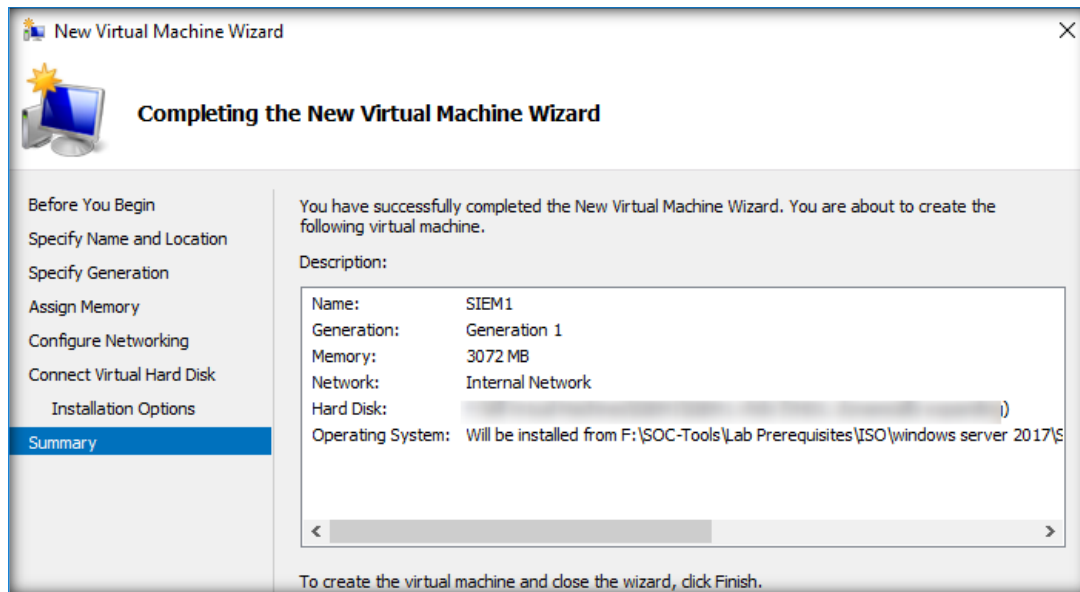 New Virtual Machine Wizard
Completing the New Virtual Machine Wizard
Before You Begin
Specify Name and Location
Specify Generation
Assign Memory
Configure Networking
Connect Virtual Hard Disk
Installation Options
Summary
You have successfully completed the New Virtual Machine Wizard. You are about to create the
following virtual machine.
Description:
Name: SIEM1
Generation: Generation 1
Memory: 3072 MB
Network: Internal Network
Hard Disk: )
Operating System: Will be installed from F:\SOC-Tools\Lab Prerequisites\ISO\windows server 2017\S
To create the virtual machine and close the wizard, click Finish.